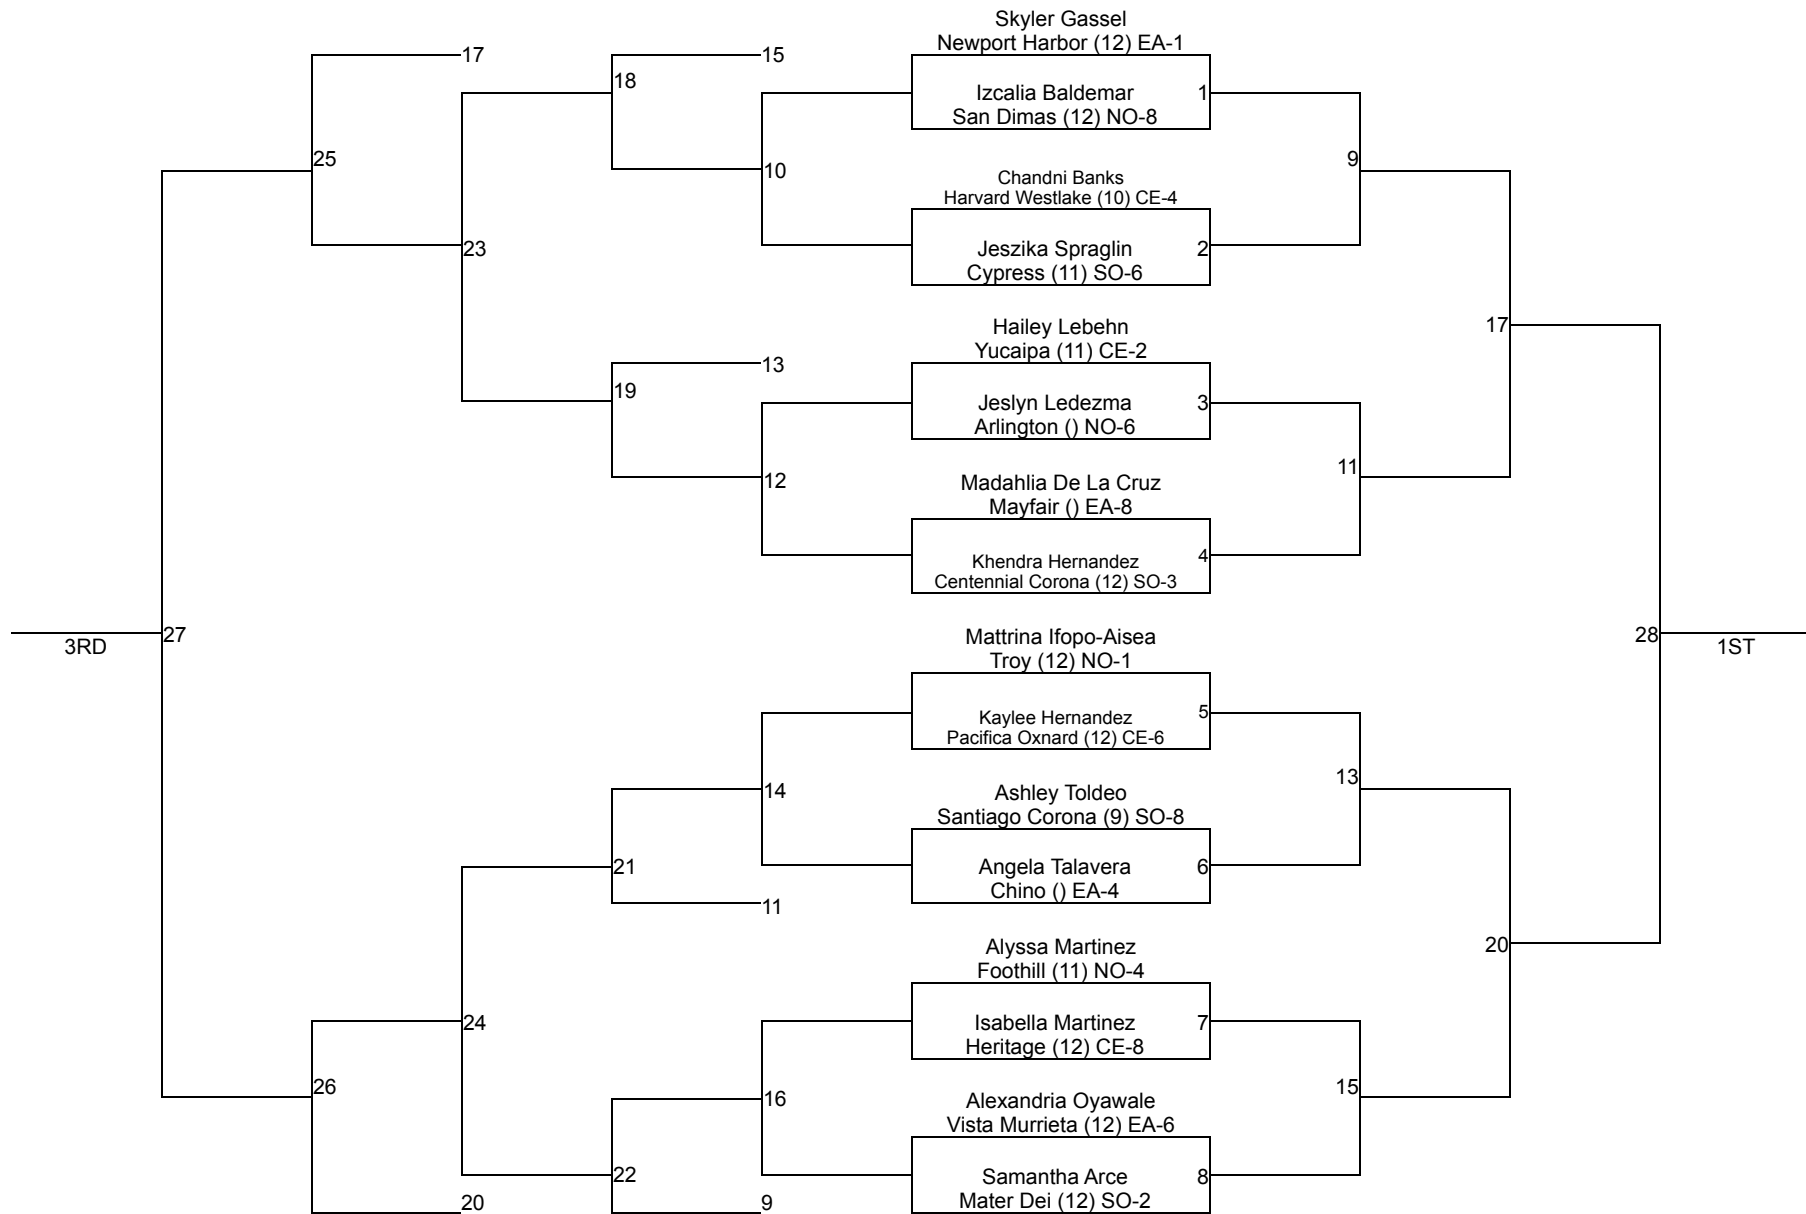 Skyler Gassel
Newport Harbor (12) EA-1
17
15
18
Izcalia Baldemar
1
San Dimas (12) NO-8
25
9
10
Chandni Banks
Harvard Westlake (10) CE-4
23
Jeszika Spraglin
2
Cypress (11) SO-6
Hailey Lebehn
17
Yucaipa (11) CE-2
13
19
Jeslyn Ledezma
3
Arlington () NO-6
11
12
Madahlia De La Cruz
Mayfair () EA-8
Khendra Hernandez
4
Centennial Corona (12) SO-3
27
3RD
Mattrina Ifopo-Aisea
28
1ST
Troy (12) NO-1
Kaylee Hernandez
5
Pacifica Oxnard (12) CE-6
13
14
Ashley Toldeo
Santiago Corona (9) SO-8
21
Angela Talavera
6
Chino () EA-4
11
Alyssa Martinez
20
Foothill (11) NO-4
24
Isabella Martinez
7
Heritage (12) CE-8
26
15
16
Alexandria Oyawale
Vista Murrieta (12) EA-6
22
Samantha Arce
8
Mater Dei (12) SO-2
20
9